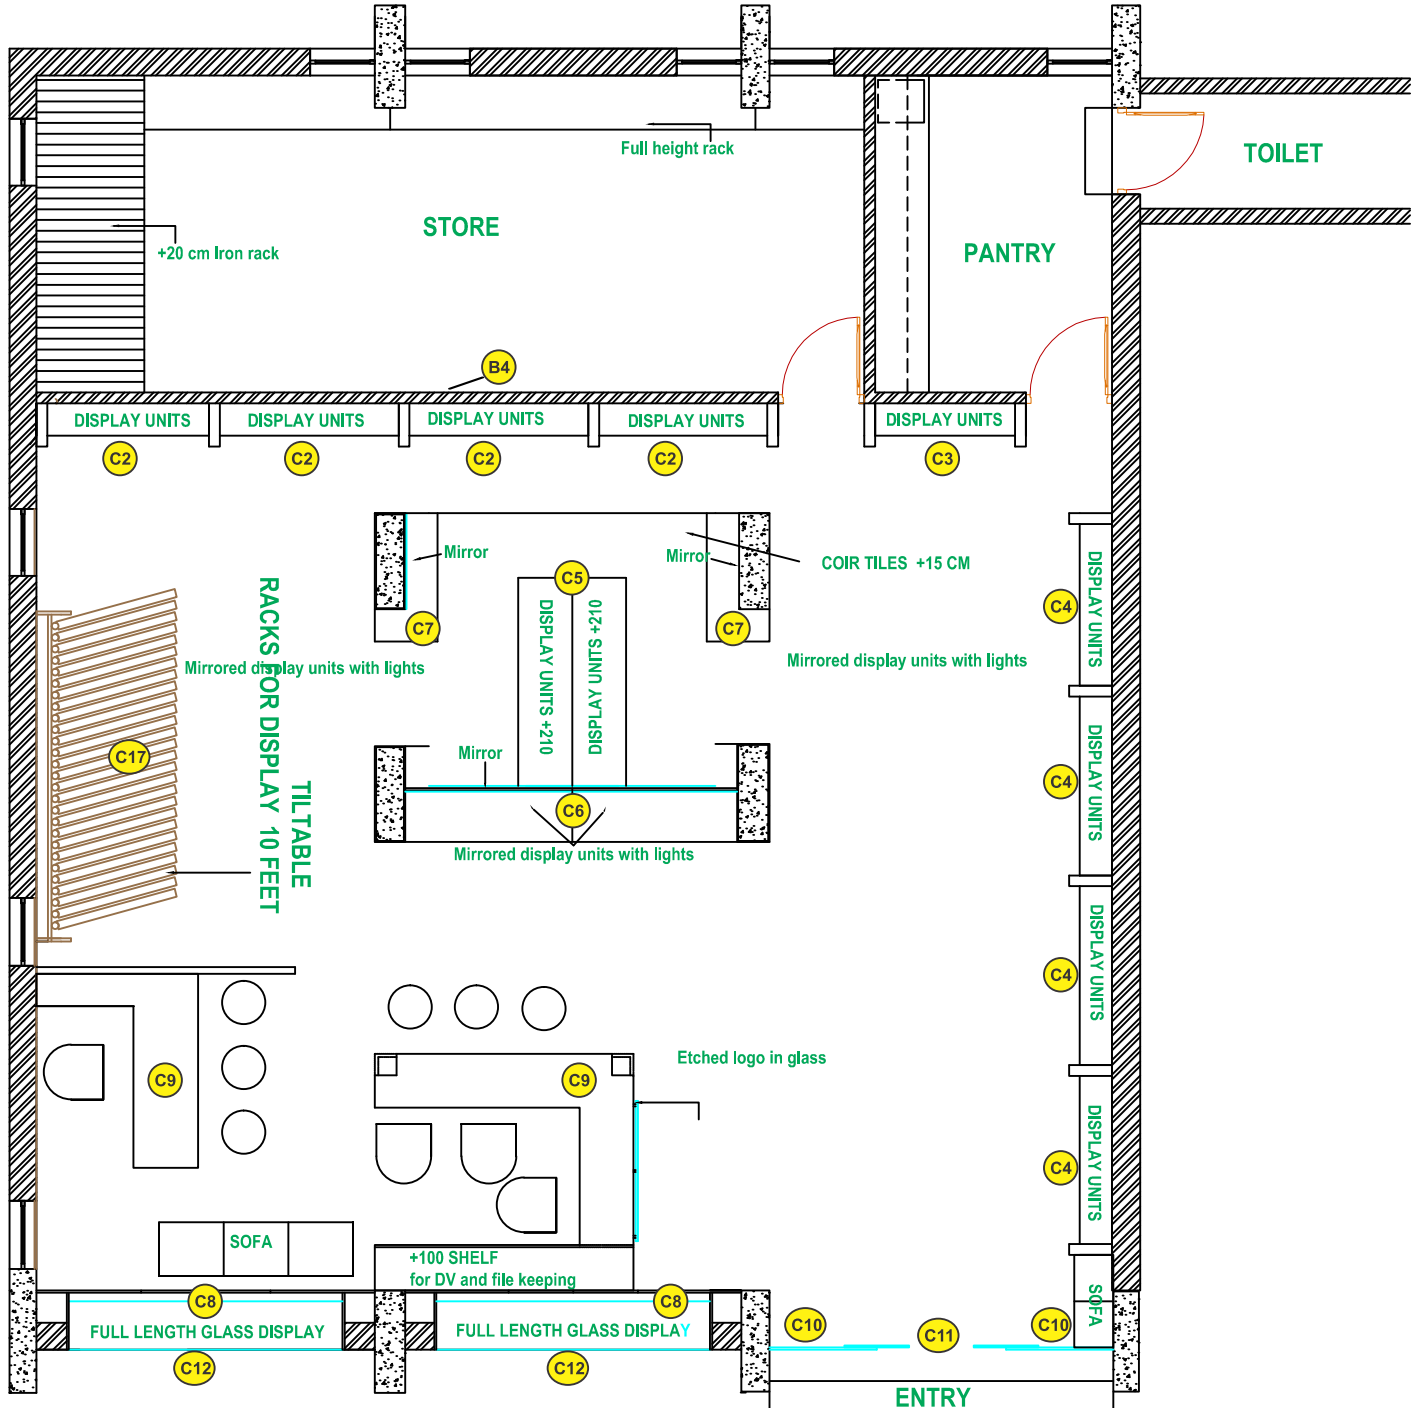 TOILET
Full height rack
STORE
+20 cm Iron rack
PANTRY
B4
DISPLAY UNITS
DISPLAY UNITS
DISPLAY UNITS
DISPLAY UNITS
DISPLAY UNITS
C2
C2
C2
C2
C3
Mirror
Mirror
COIR TILES +15 CM
C5
C7
C7
DISPLAY UNITS +210
DISPLAY UNITS +210
Mirrored display units with lights
Mirrored display units with lights
RACKS FOR DISPLAY 10 FEET
TILTABLE
C17
Mirror
C6
Mirrored display units with lights
C4
DISPLAY UNITS
C4
DISPLAY UNITS
C4
DISPLAY UNITS
C4
DISPLAY UNITS
C9
C9
Etched logo in glass
SOFA
+100 SHELF
for DV and file keeping
SOFA
C8
C8
FULL LENGTH GLASS DISPLAY
FULL LENGTH GLASS DISPLAY
C10
C11
C10
C12
C12
ENTRY